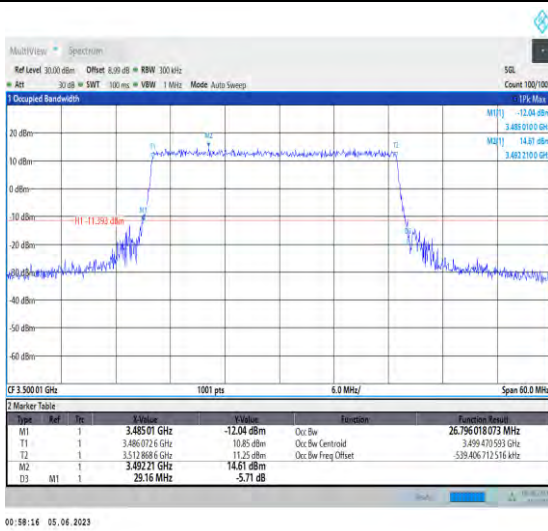 MultiView Spectrum
Ref Level 30.00 dBm Offset 8.99 dB RBW 300 kHz SGL
Att 30 dB SWT 100 ms VBW 1 MHz Mode Auto Sweep Count 100/100
1 Occupied Bandwidth 1Pk Max
M1[1] -12.04 dBm
3.485 010 0 GHz
M2[1] 14.61 dBm
3.492 210 0 GHz
20 dBm
M2
T1 T2
10 dBm
0 dBm
M1
-10 dBm
H1 -11.392 dBm
-20 dBm
-30 dBm
-40 dBm
-50 dBm
-60 dBm
CF 3.500 01 GHz 1001 pts 6.0 MHz/ Span 60.0 MHz
2 Marker Table
Type Ref Trc X-Value Y-Value Function Function Result
M1 1 3.485 01 GHz -12.04 dBm Occ Bw 26.796 018 073 MHz
T1 1 3.486 072 6 GHz 10.85 dBm Occ Bw Centroid 3.499 470 593 GHz
T2 1 3.512 868 6 GHz 11.25 dBm Occ Bw Freq Offset -539.406 712 516 kHz
M2 1 3.492 21 GHz 14.61 dBm
D3 M1 1 29.16 MHz -5.71 dB
00:58:16 05.06.2023